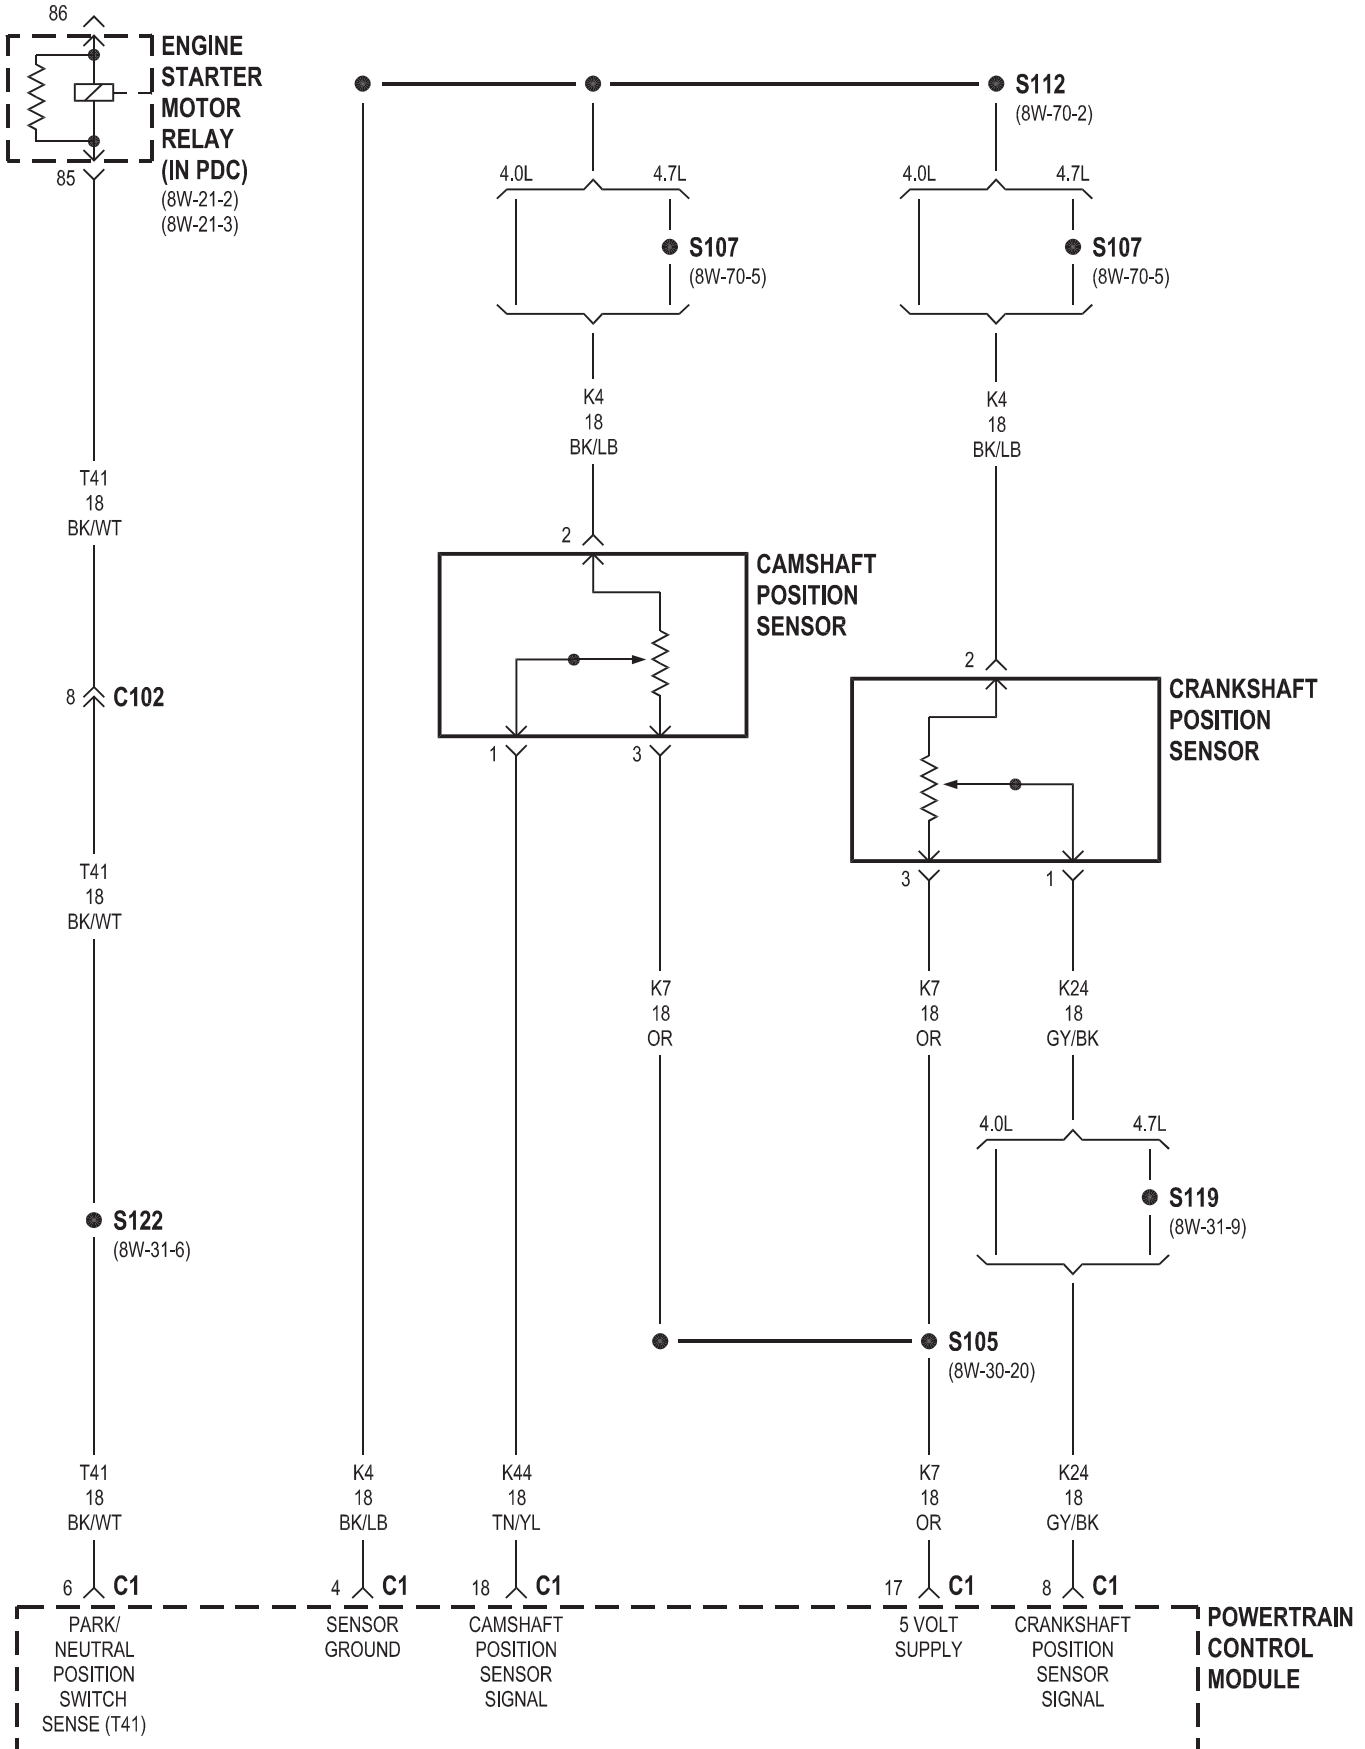 86
ENGINE
STARTER
MOTOR
RELAY
(IN PDC)
(8W-21-2)
(8W-21-3)
85
S112
(8W-70-2)
4.0L
4.7L
S107
(8W-70-5)
4.0L
4.7L
S107
(8W-70-5)
K4
18
BK/LB
K4
18
BK/LB
T41
18
BK/WT
2
CAMSHAFT
POSITION
SENSOR
1
3
2
CRANKSHAFT
POSITION
SENSOR
3
1
8
C102
T41
18
BK/WT
K7
18
OR
K7
18
OR
K24
18
GY/BK
4.0L
4.7L
S119
(8W-31-9)
S122
(8W-31-6)
S105
(8W-30-20)
T41
18
BK/WT
K4
18
BK/LB
K44
18
TN/YL
K7
18
OR
K24
18
GY/BK
6
C1
4
C1
18
C1
17
C1
8
C1
PARK/
NEUTRAL
POSITION
SWITCH
SENSE (T41)
SENSOR
GROUND
CAMSHAFT
POSITION
SENSOR
SIGNAL
5 VOLT
SUPPLY
CRANKSHAFT
POSITION
SENSOR
SIGNAL
POWERTRAIN
CONTROL
MODULE